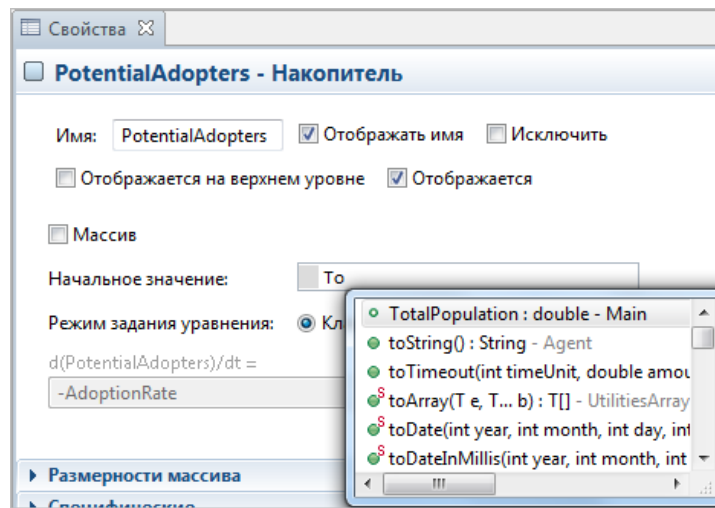 Свойства
PotentialAdopters - Накопитель
Имя: PotentialAdopters Отображать имя Исключить
Отображается на верхнем уровне Отображается
Массив
Начальное значение: To
TotalPopulation : double - Main
Режим задания уравнения: Кл
toString() : String - Agent
d(PotentialAdopters)/dt =
toTimeout(int timeUnit, double amou
-AdoptionRate
toArray(T e, T... b) : T[] - UtilitiesArray
toDate(int year, int month, int day, int
Размерности массива
toDateInMillis(int year, int month, int
Специфические